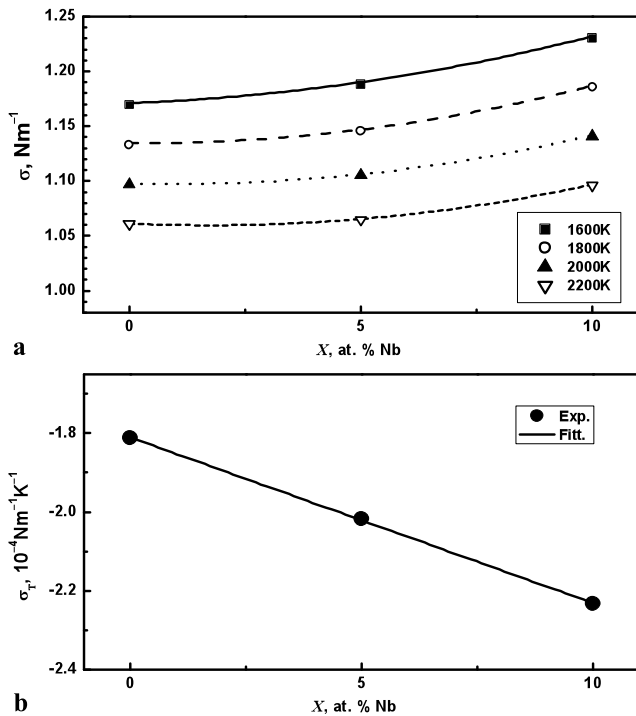 1.25
1.20
1.15
1.10
1.05
1.00
σ, Nm⁻¹
1600K
1800K
2000K
2200K
0
5
10
X, at. % Nb
a
-1.8
-2.0
-2.2
-2.4
σT, 10⁻⁴Nm⁻¹K⁻¹
Exp.
Fitt.
0
5
10
X, at. % Nb
b